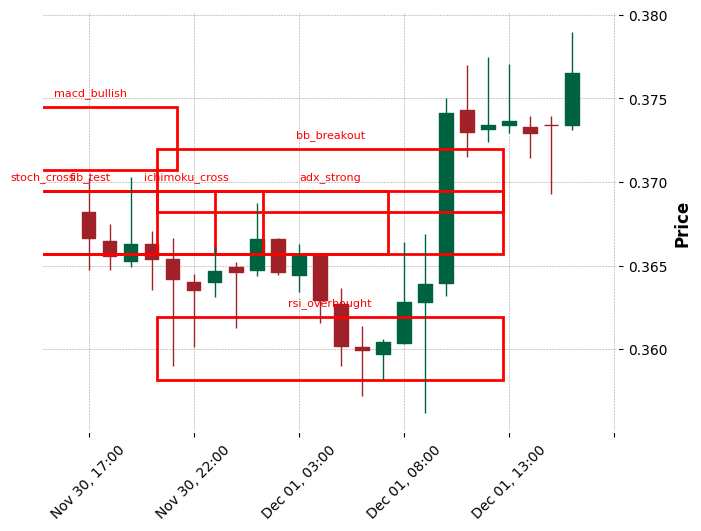 0.380
macd_bullish
0.375
bb_breakout
stoch_cross
fib_test
ichimoku_cross
adx_strong
0.370
Price
0.365
rsi_overbought
0.360
Nov 30, 17:00
Nov 30, 22:00
Dec 01, 03:00
Dec 01, 08:00
Dec 01, 13:00